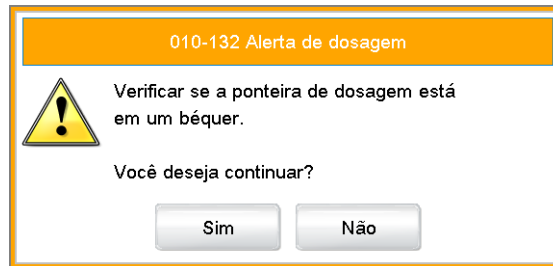 010-132 Alerta de dosagem
Verificar se a ponteira de dosagem está
em um béquer.
Você deseja continuar?
Sim
Não